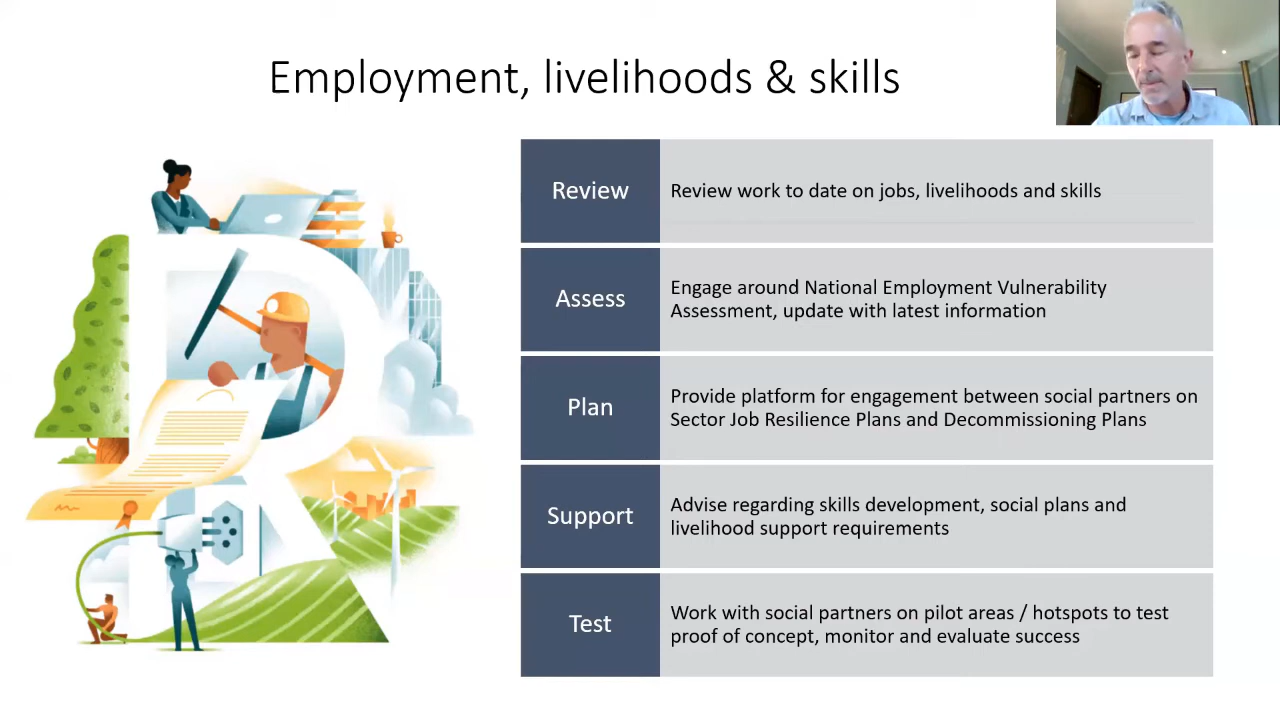 Employment, livelihoods & skills
Review
Review work to date on jobs, livelihoods and skills
Assess
Engage around National Employment Vulnerability
Assessment, update with latest information
Plan
Provide platform for engagement between social partners on
Sector Job Resilience Plans and Decommissioning Plans
Support
Advise regarding skills development, social plans and
livelihood support requirements
Test
Work with social partners on pilot areas / hotspots to test
proof of concept, monitor and evaluate success